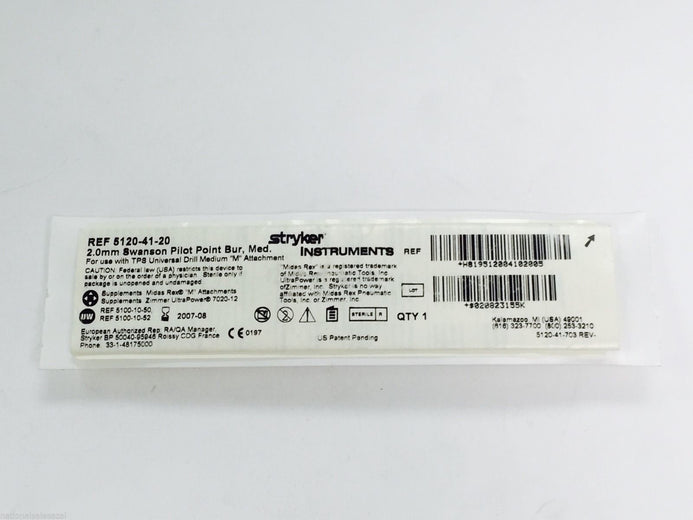 REF 5120-41-20
2.0mm Swanson Pilot Point Bur, Med.
For use with TPS Universal Drill Medium "M" Attachment
CAUTION: Federal law (USA) restricts this device to
sale by or on the order of a physician. Sterile only if
package is unopened and undamaged.
Supplements Midas Rex® "M" Attachments
Supplements Zimmer UltraPower® 7020-12
UW
REF 5100-10-50,
REF 5100-10-52
2007-08
European Authorized Rep. RA/QA Manager,
Stryker BP 50040-95946 Roissy CDG France
Phone: 33-1-48175000
CE 0197
stryker
INSTRUMENTS
"Midas Rex" is a registered trademark
of Midas Rex Pneumatic Tools, Inc
UltraPower is a registered trademark
of Zimmer, Inc. Stryker is no way
affiliated with Midas Rex Pneumatic
Tools, Inc. or Zimmer, Inc.
2
STERILE R
US Patent Pending
REF
*H819512004102005
LOT
QTY 1
Kalamazoo, MI (USA) 49001
(616) 323-7700 (800) 253-3210
5120-41-703 REV-
nationalsalesscal